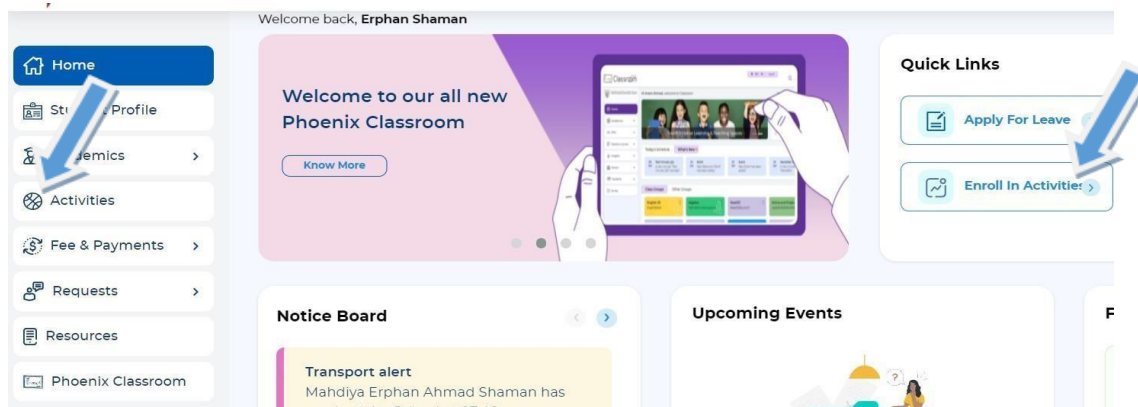 Welcome back, Erphan Shaman
Home
Profile
Activities
Fee & Payments
Requests
Resources
Phoenix Classroom
Welcome to our all new
Phoenix Classroom
Know More
Quick Links
Apply For Leave
Enroll In Activities
Notice Board
Transport alert
Mahdiya Erphan Ahmad Shaman has
Upcoming Events